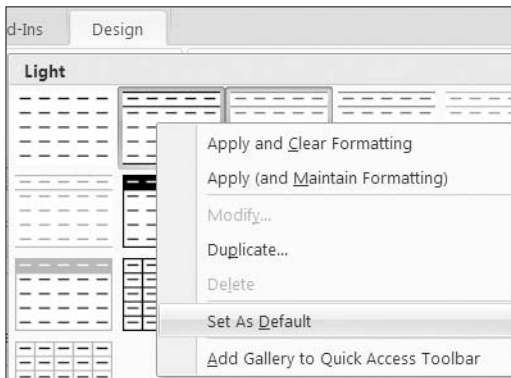 d-Ins Design
Light
Apply and Clear Formatting
Apply (and Maintain Formatting)
Modify...
Duplicate...
Delete
Set As Default
Add Gallery to Quick Access Toolbar